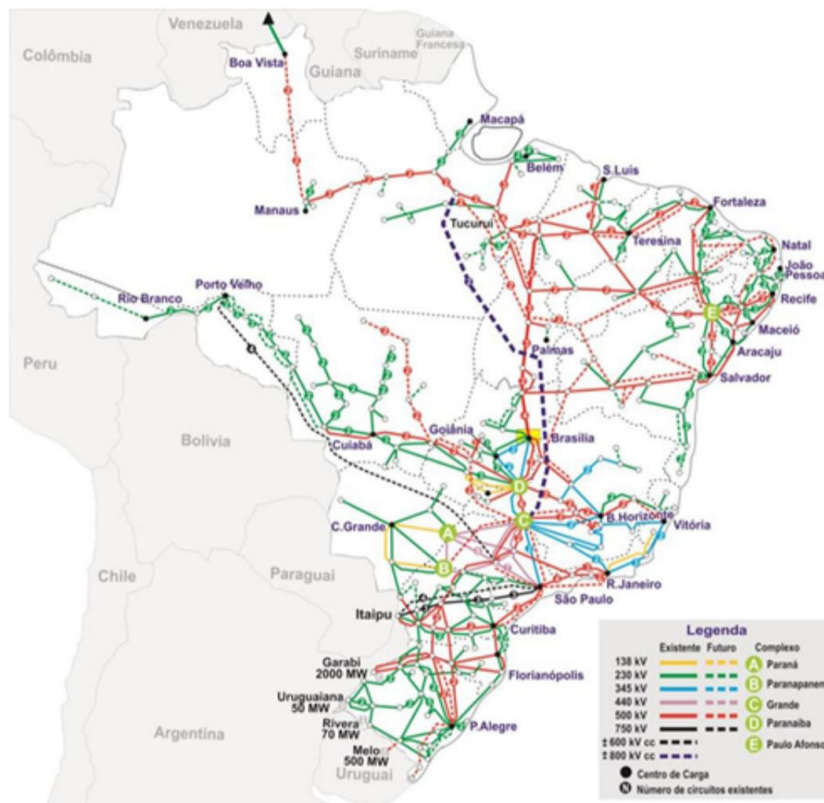 Venezuela
Guiana
Francesa
Suriname
Colômbia
Guiana
Boa Vista
Macapá
Belém
S.Luis
Fortaleza
Manaus
Tucuruí
Teresina
Natal
João
Pessoa
Recife
E
Maceió
Aracaju
Porto Velho
Rio Branco
Palmas
Salvador
Peru
Cuiabá
Goiânia
Brasília
Bolívia
D
C
B.Horizonte
Vitória
C.Grande
A
B
R.Janeiro
São Paulo
Paraguai
Chile
Itaipu
Curitiba
Garabi
2000 MW
Florianópolis
Uruguaiana
50 MW
Rivera
70 MW
P.Alegre
Melo
500 MW
Argentina
Uruguai
Legenda
Existente Futuro Complexo
138 kV A Paraná
230 kV B Paranapanem
345 kV
440 kV C Grande
500 kV D Paranaíba
750 kV E Paulo Afonso
±600 kV cc
±800 kV cc
Centro de Carga
N Número de circuitos existentes